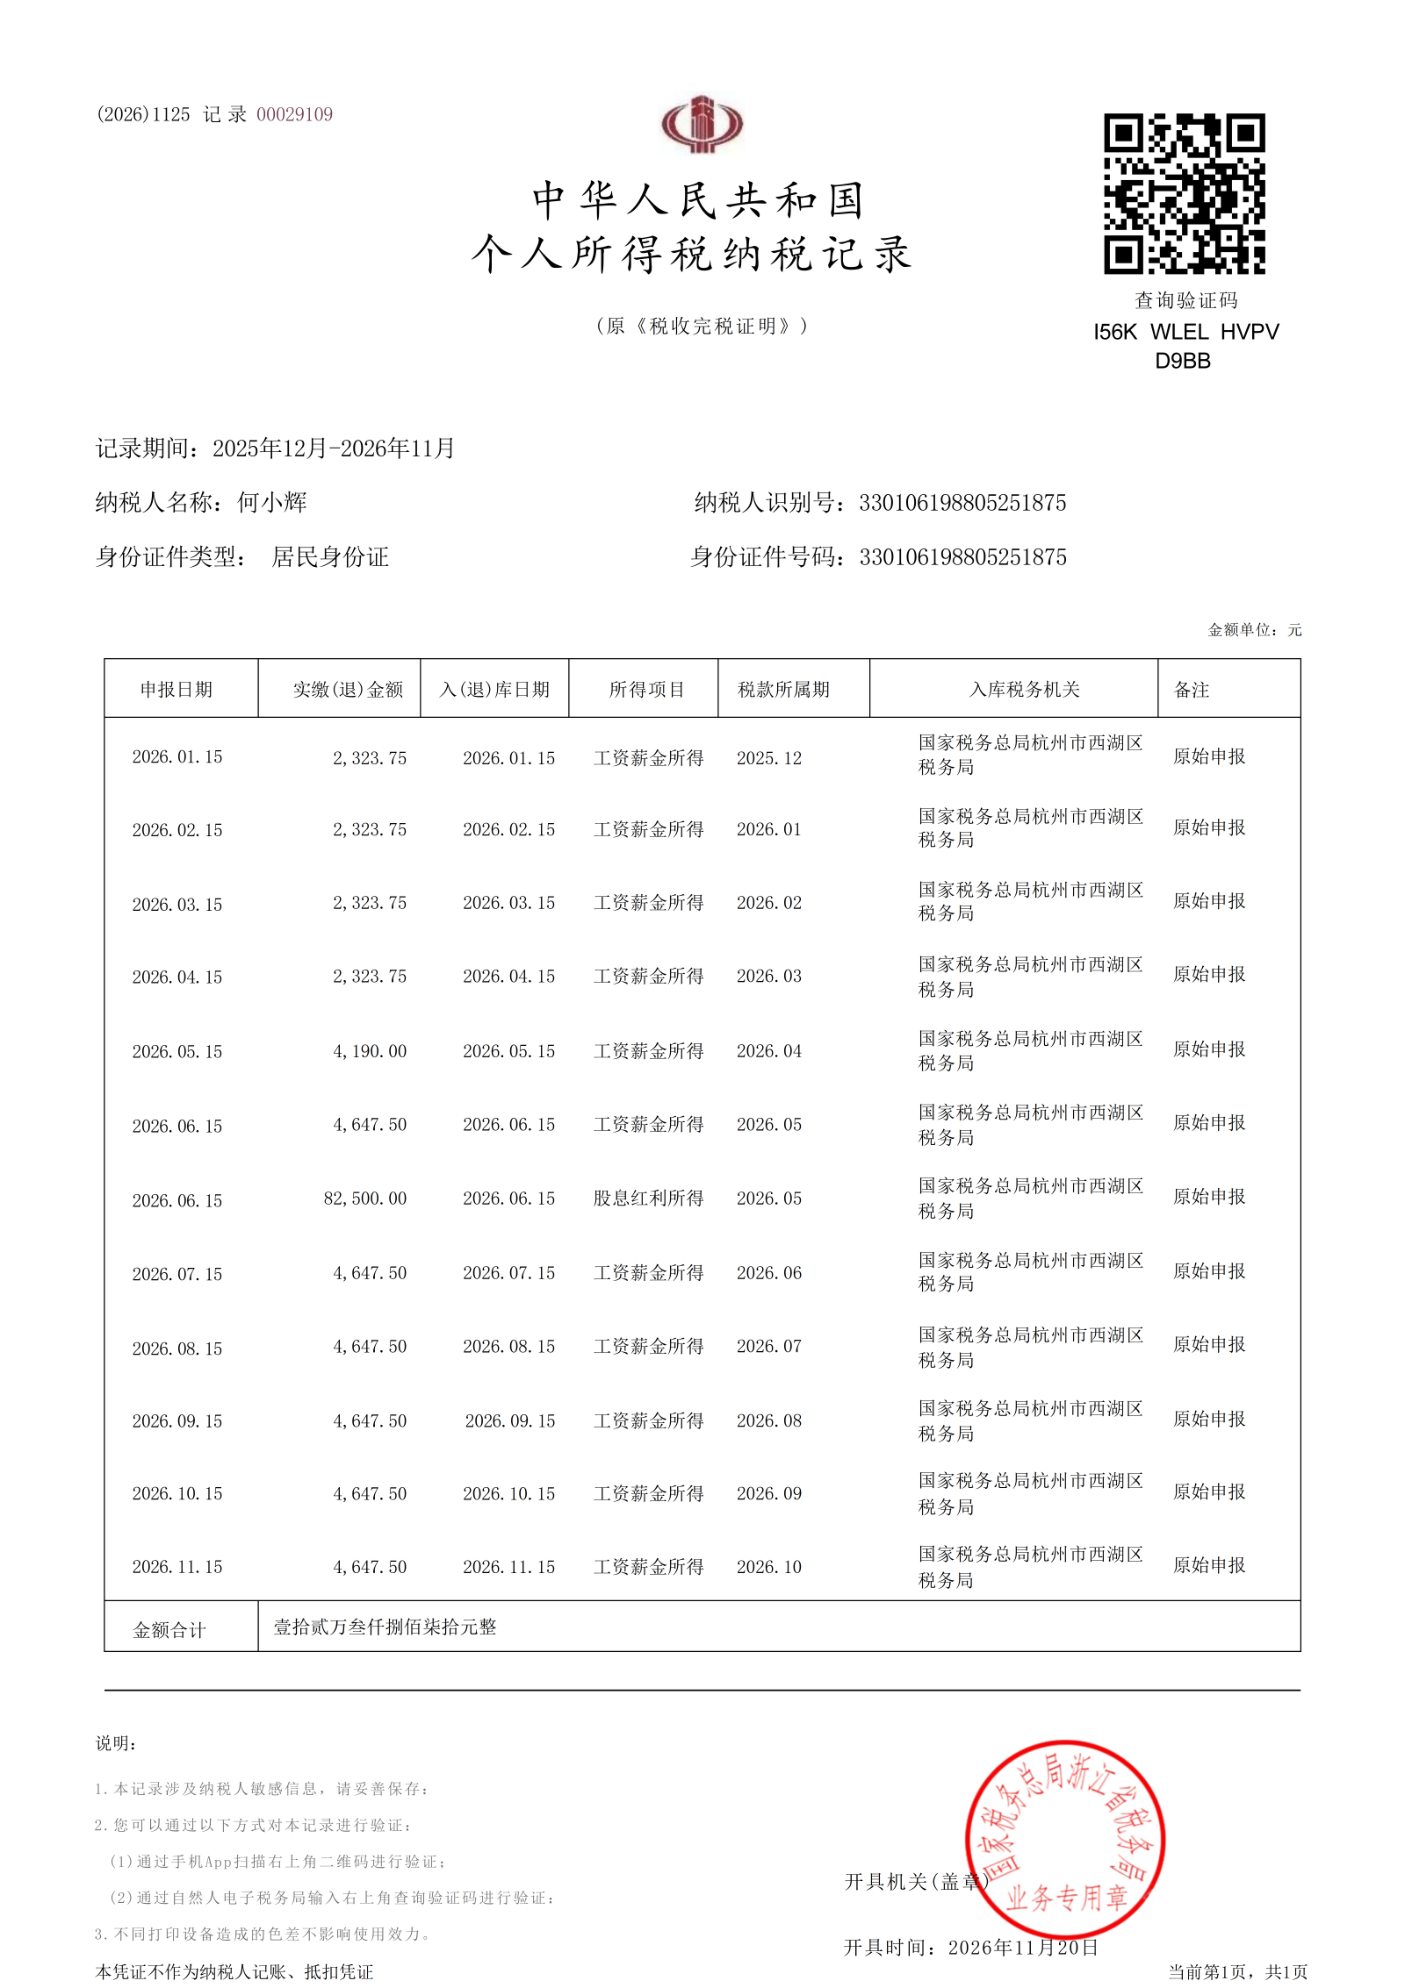 (2026)1125 记 录 00029109
中华人民共和国
个人所得税纳税记录
(原《税收完税证明》)
查询验证码
I56K WLEL HVPV
D9BB
记录期间：2025年12月-2026年11月
纳税人名称：何小辉 纳税人识别号：330106198805251875
身份证件类型： 居民身份证 身份证件号码：330106198805251875
金额单位：元
申报日期 实缴(退)金额 入(退)库日期 所得项目 税款所属期 入库税务机关 备注
2026.01.15 2,323.75 2026.01.15 工资薪金所得 2025.12 国家税务总局杭州市西湖区 原始申报
税务局
2026.02.15 2,323.75 2026.02.15 工资薪金所得 2026.01 国家税务总局杭州市西湖区 原始申报
税务局
2026.03.15 2,323.75 2026.03.15 工资薪金所得 2026.02 国家税务总局杭州市西湖区 原始申报
税务局
2026.04.15 2,323.75 2026.04.15 工资薪金所得 2026.03 国家税务总局杭州市西湖区 原始申报
税务局
2026.05.15 4,190.00 2026.05.15 工资薪金所得 2026.04 国家税务总局杭州市西湖区 原始申报
税务局
2026.06.15 4,647.50 2026.06.15 工资薪金所得 2026.05 国家税务总局杭州市西湖区 原始申报
税务局
2026.06.15 82,500.00 2026.06.15 股息红利所得 2026.05 国家税务总局杭州市西湖区 原始申报
税务局
2026.07.15 4,647.50 2026.07.15 工资薪金所得 2026.06 国家税务总局杭州市西湖区 原始申报
税务局
2026.08.15 4,647.50 2026.08.15 工资薪金所得 2026.07 国家税务总局杭州市西湖区 原始申报
税务局
2026.09.15 4,647.50 2026.09.15 工资薪金所得 2026.08 国家税务总局杭州市西湖区 原始申报
税务局
2026.10.15 4,647.50 2026.10.15 工资薪金所得 2026.09 国家税务总局杭州市西湖区 原始申报
税务局
2026.11.15 4,647.50 2026.11.15 工资薪金所得 2026.10 国家税务总局杭州市西湖区 原始申报
税务局
金额合计 壹拾贰万叁仟捌佰柒拾元整
说明：
1.本记录涉及纳税人敏感信息，请妥善保存：
2.您可以通过以下方式对本记录进行验证：
(1)通过手机App扫描右上角二维码进行验证；
(2)通过自然人电子税务局输入右上角查询验证码进行验证：
3.不同打印设备造成的色差不影响使用效力。
本凭证不作为纳税人记账、抵扣凭证
国家税务总局浙江省税务局
业务专用章
开具机关(盖章)
开具时间：2026年11月20日
当前第1页，共1页